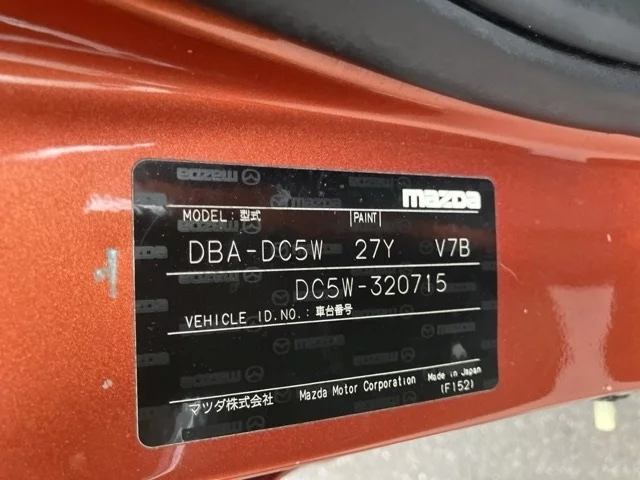 mazda
MODEL:型式 PAINT
DBA-DC5W 27Y V7B
DC5W-320715
VEHICLE ID.NO.:車台番号
マツダ株式会社 Mazda Motor Corporation Made in Japan
(F152)